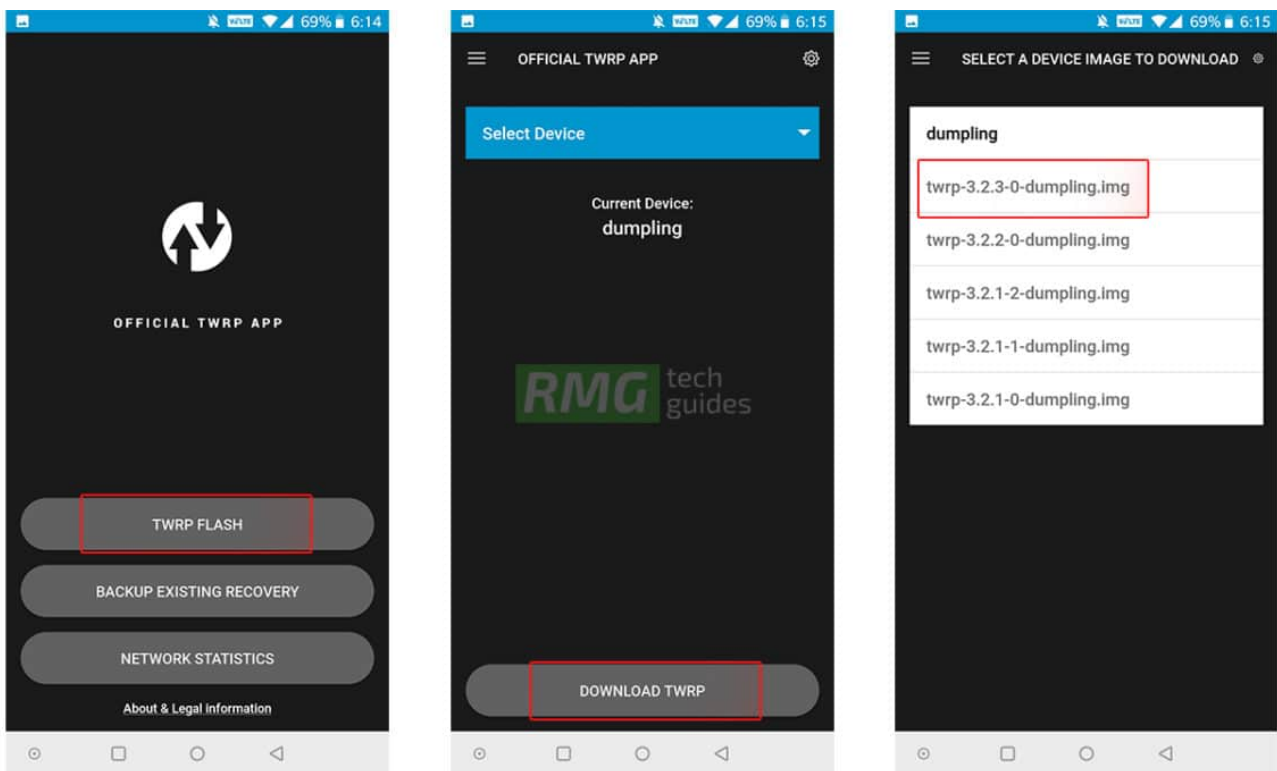 69% 6:14
OFFICIAL TWRP APP
TWRP FLASH
BACKUP EXISTING RECOVERY
NETWORK STATISTICS
About & Legal information
69% 6:15
OFFICIAL TWRP APP
Select Device
Current Device:
dumpling
RMG tech
guides
DOWNLOAD TWRP
69% 6:15
SELECT A DEVICE IMAGE TO DOWNLOAD
dumpling
twrp-3.2.3-0-dumpling.img
twrp-3.2.2-0-dumpling.img
twrp-3.2.1-2-dumpling.img
twrp-3.2.1-1-dumpling.img
twrp-3.2.1-0-dumpling.img